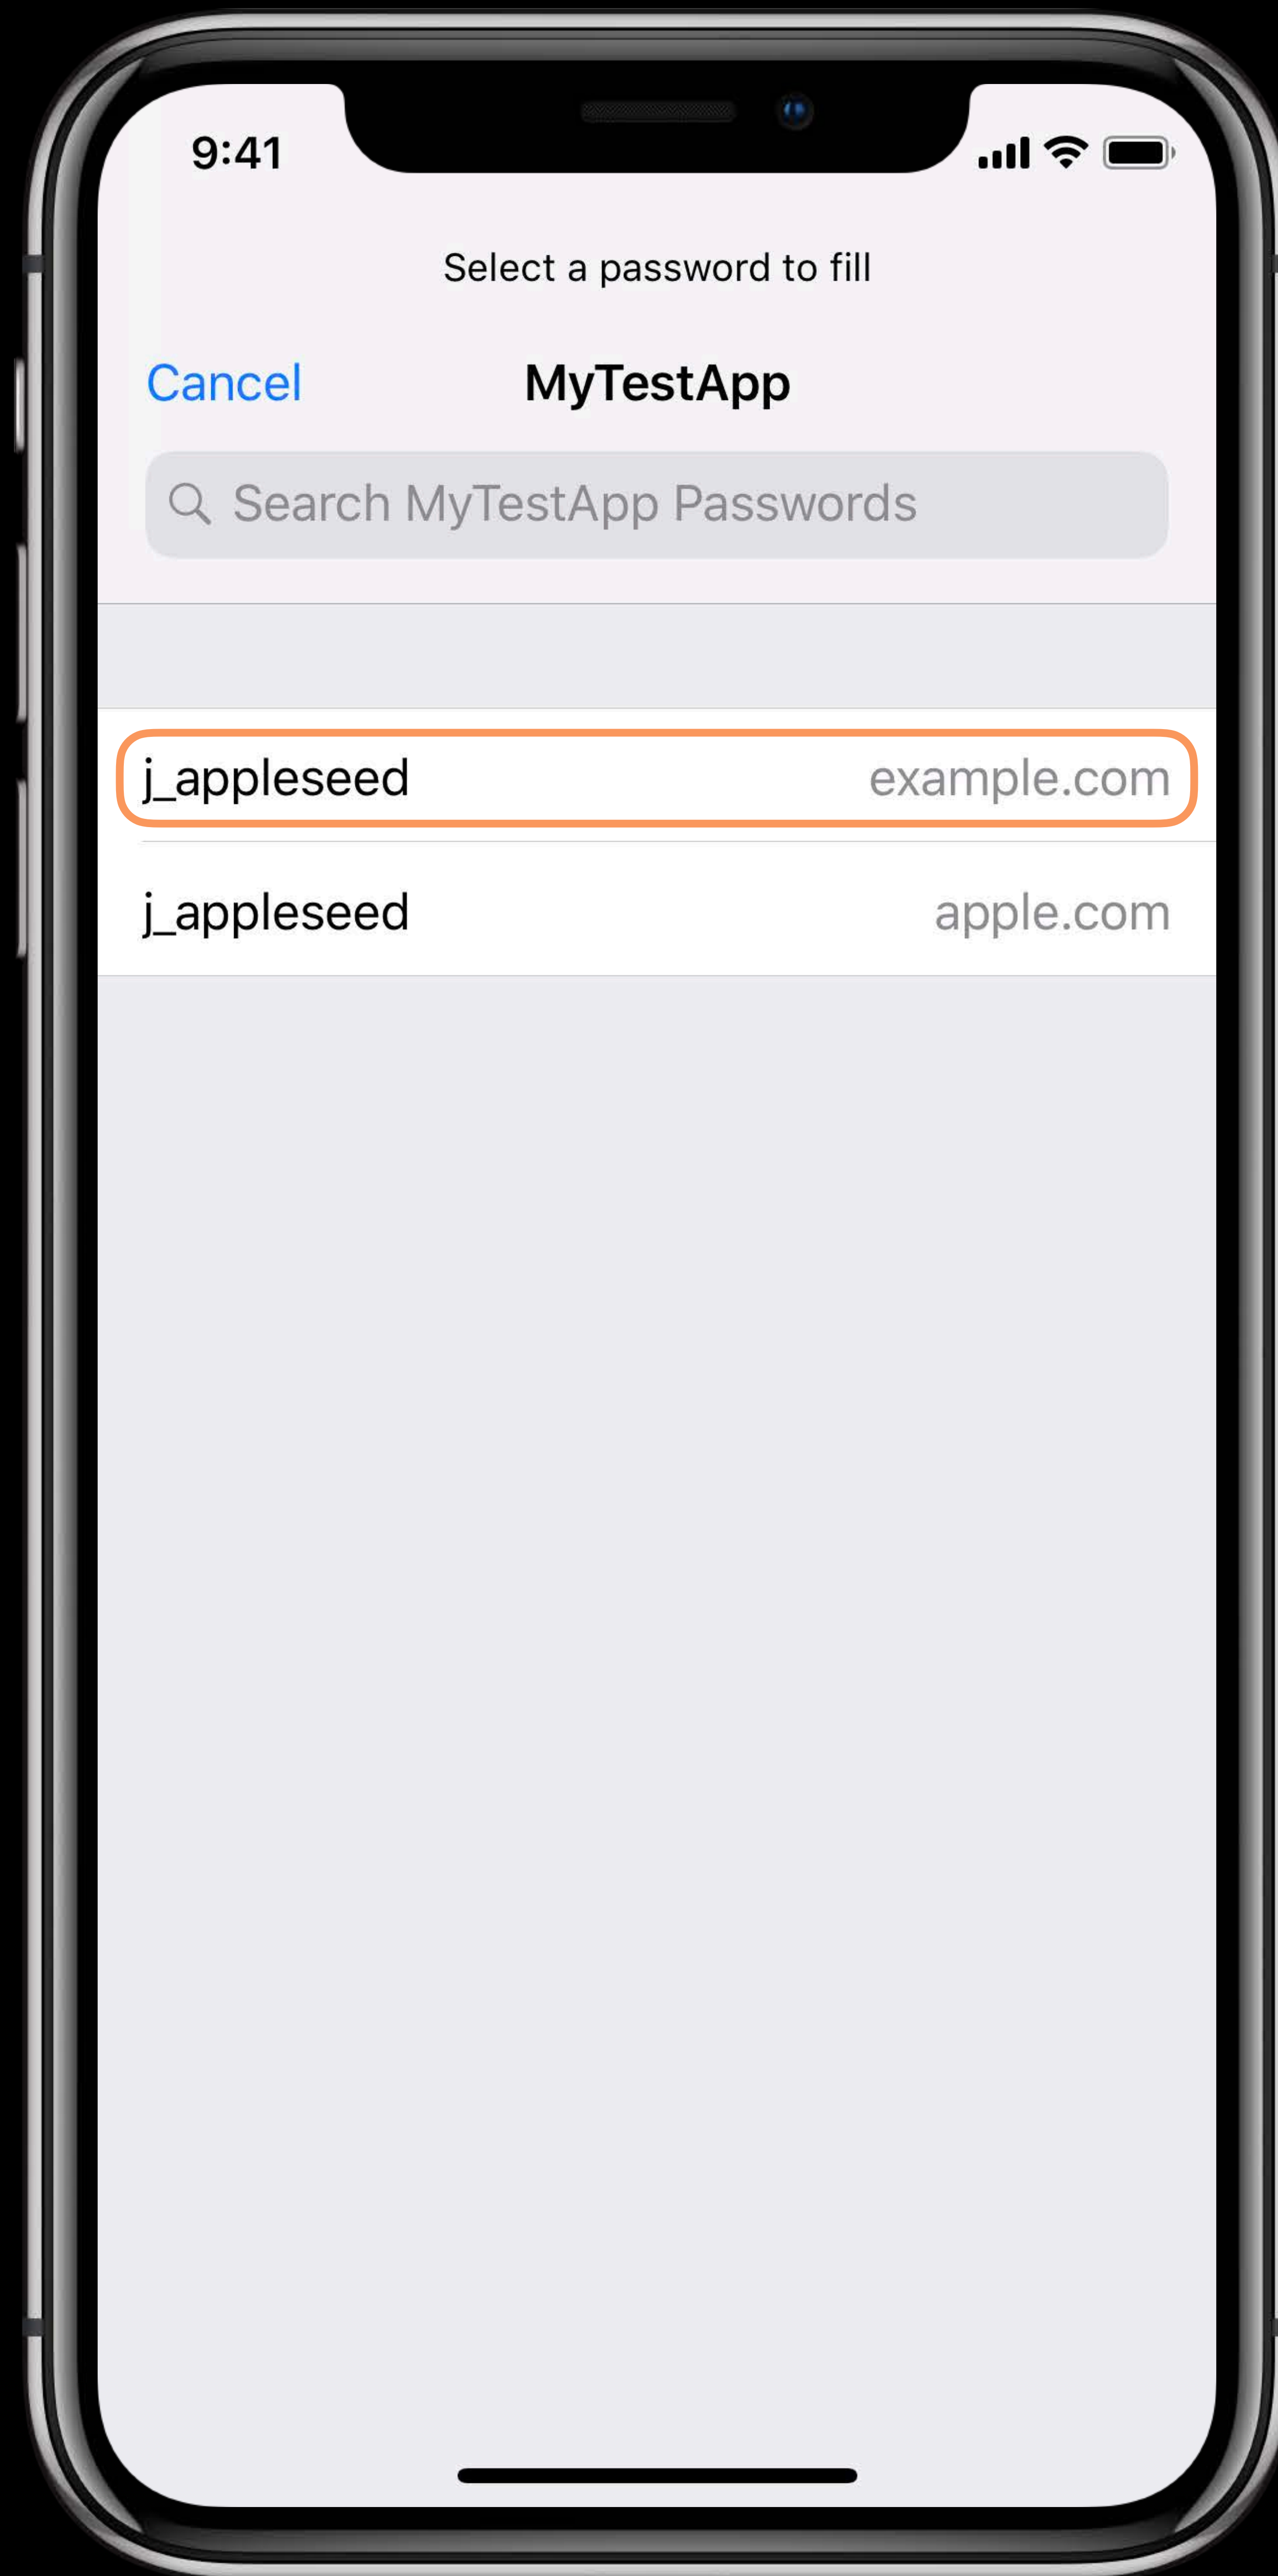 9:41
Select a password to fill
Cancel MyTestApp
Search MyTestApp Passwords
j_appleseed example.com
j_appleseed apple.com